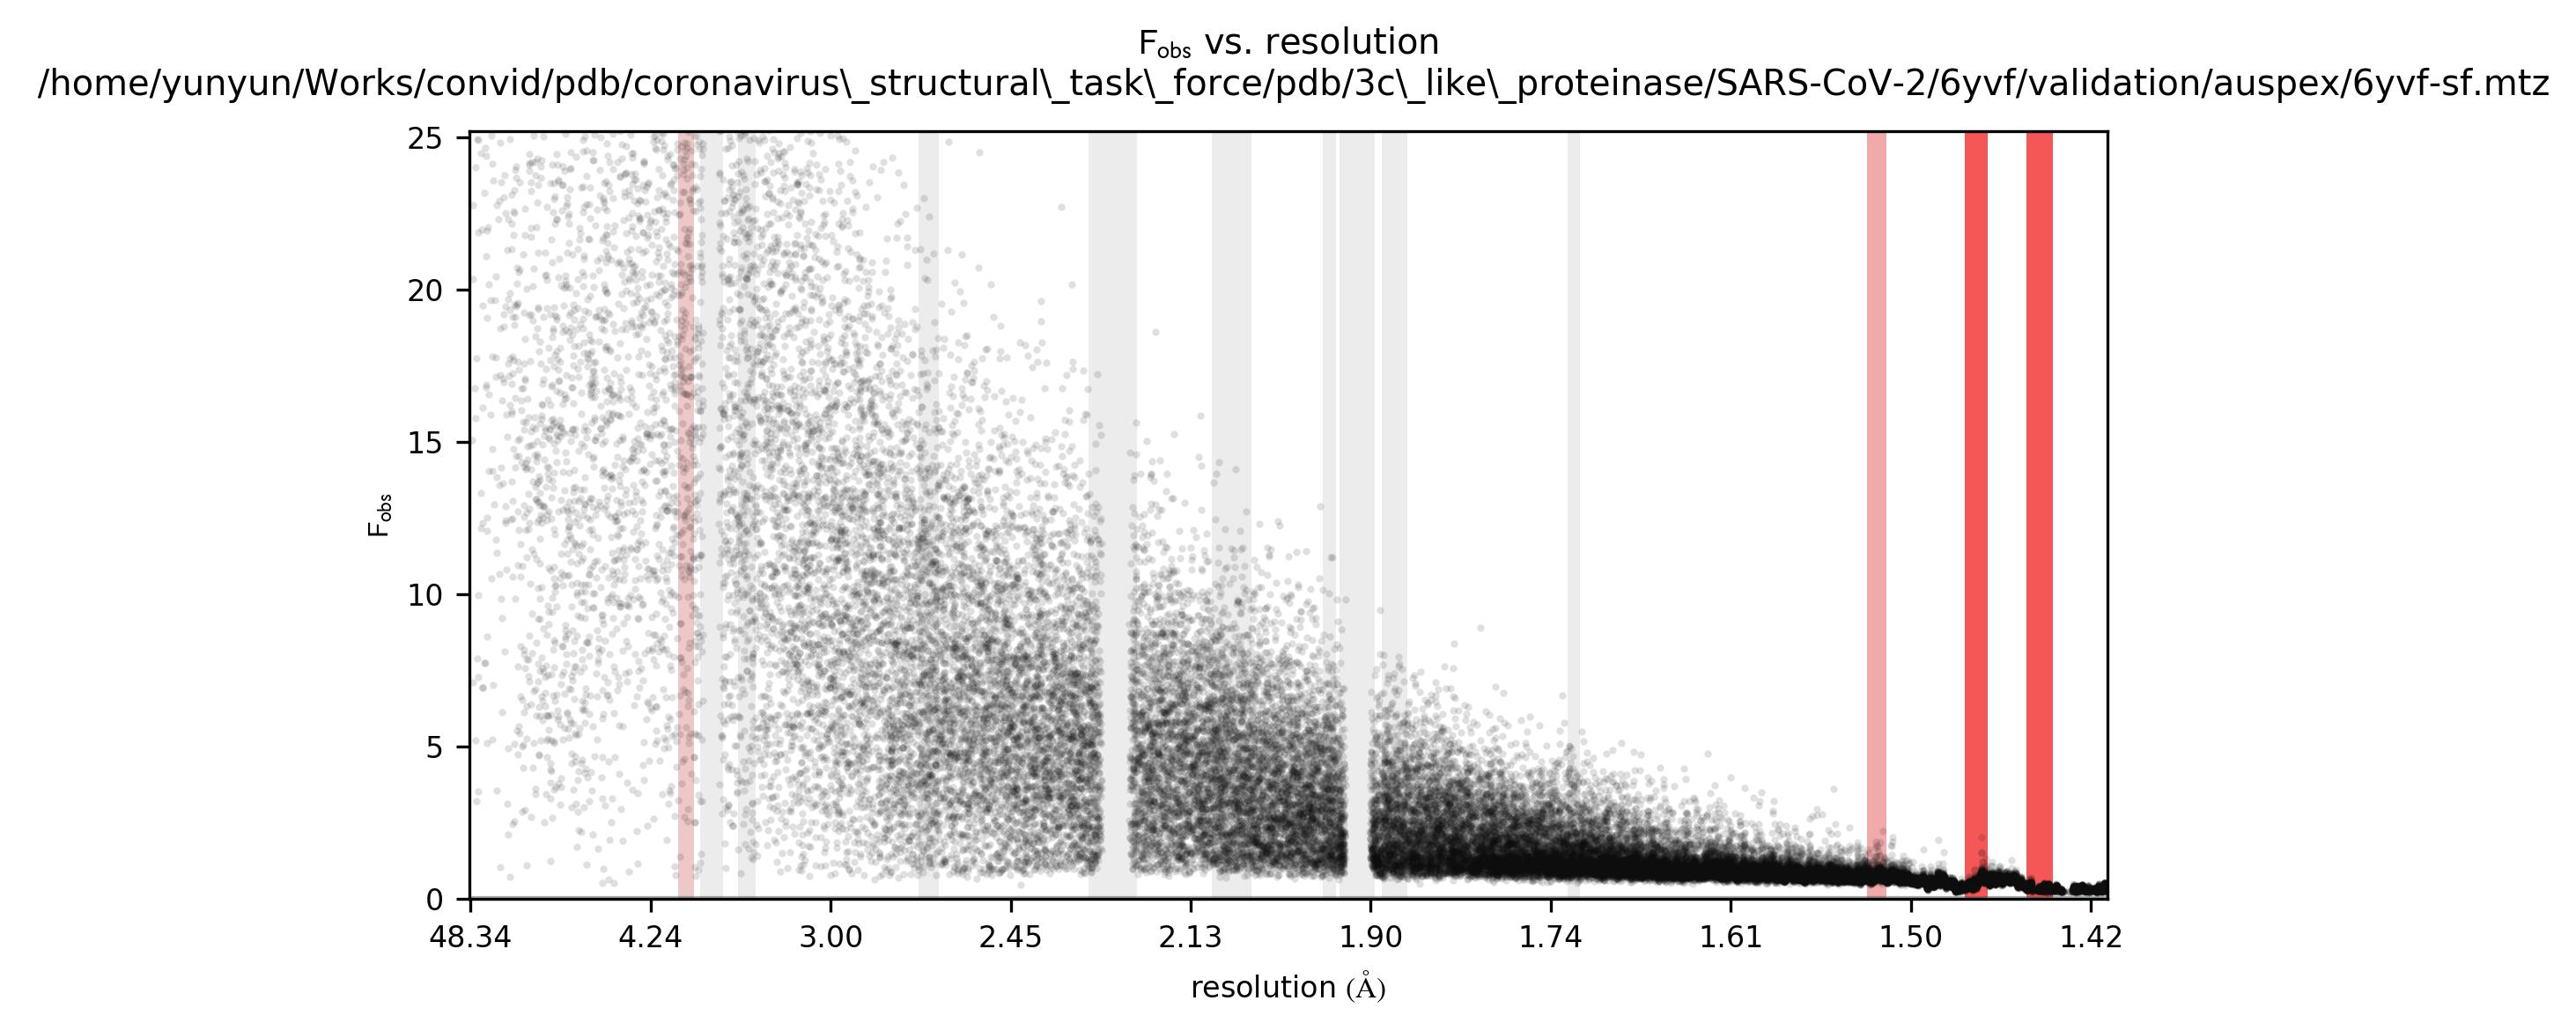 Fobs vs. resolution
/home/yunyun/Works/convid/pdb/coronavirus\_structural\_task\_force/pdb/3c\_like\_proteinase/SARS-CoV-2/6yvf/validation/auspex/6yvf-sf.mtz
25
20
15
10
5
0
Fobs
48.34 4.24 3.00 2.45 2.13 1.90 1.74 1.61 1.50 1.42
resolution (Å)